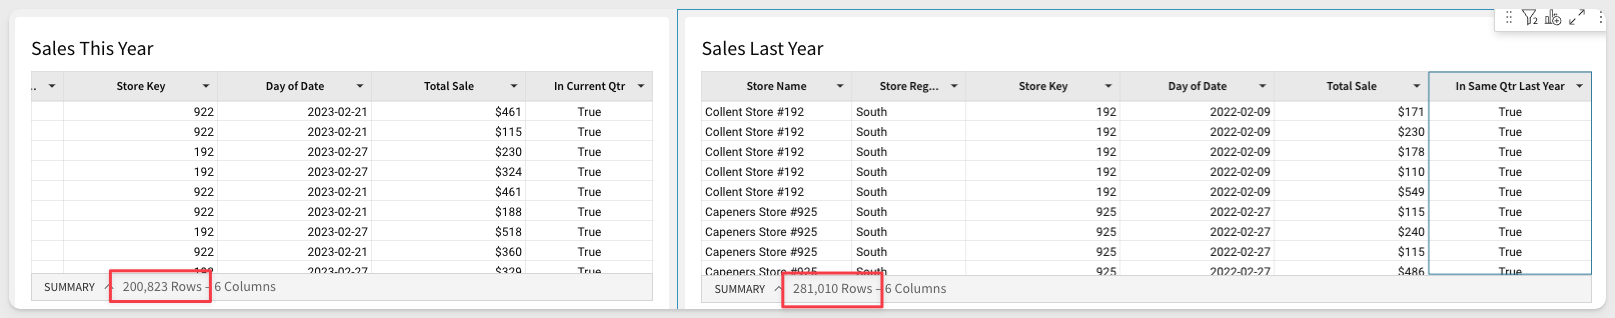 Sales This Year
.. Store Key Day of Date Total Sale In Current Qtr
922 2023-02-21 $461 True
922 2023-02-21 $115 True
192 2023-02-27 $230 True
192 2023-02-27 $324 True
922 2023-02-21 $461 True
922 2023-02-21 $188 True
192 2023-02-27 $518 True
922 2023-02-21 $360 True
192 2023-02-27 $329 True
SUMMARY 200,823 Rows – 6 Columns
2
Sales Last Year
Store Name Store Reg... Store Key Day of Date Total Sale In Same Qtr Last Year
Collent Store #192 South 192 2022-02-09 $171 True
Collent Store #192 South 192 2022-02-09 $230 True
Collent Store #192 South 192 2022-02-09 $178 True
Collent Store #192 South 192 2022-02-09 $110 True
Collent Store #192 South 192 2022-02-09 $549 True
Capeners Store #925 South 925 2022-02-27 $115 True
Capeners Store #925 South 925 2022-02-27 $240 True
Capeners Store #925 South 925 2022-02-27 $115 True
Capeners Store #925 South 925 2022-02-27 $486 True
SUMMARY 281,010 Rows – 6 Columns